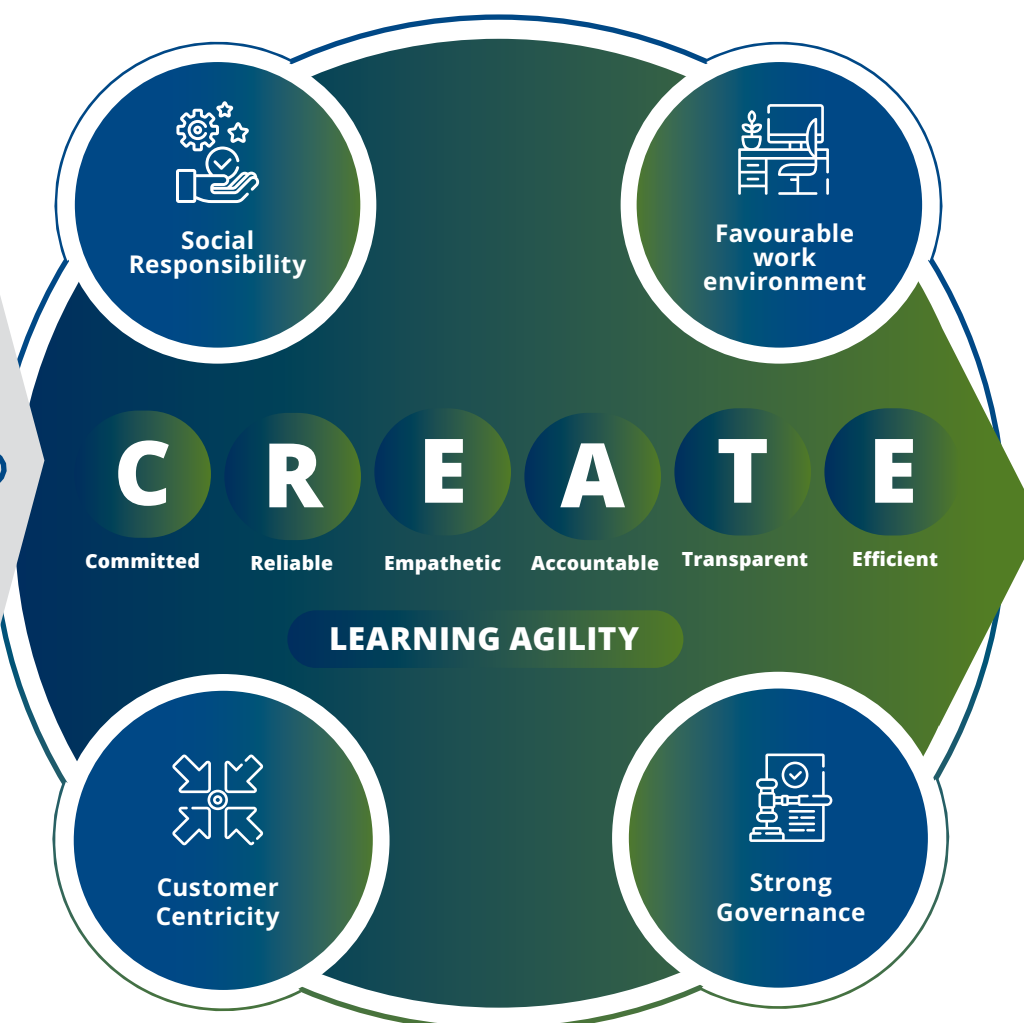 Social
Responsibility
Favourable
work
environment
C R E A T E
Committed Reliable Empathetic Accountable Transparent Efficient
LEARNING AGILITY
Customer
Centricity
Strong
Governance